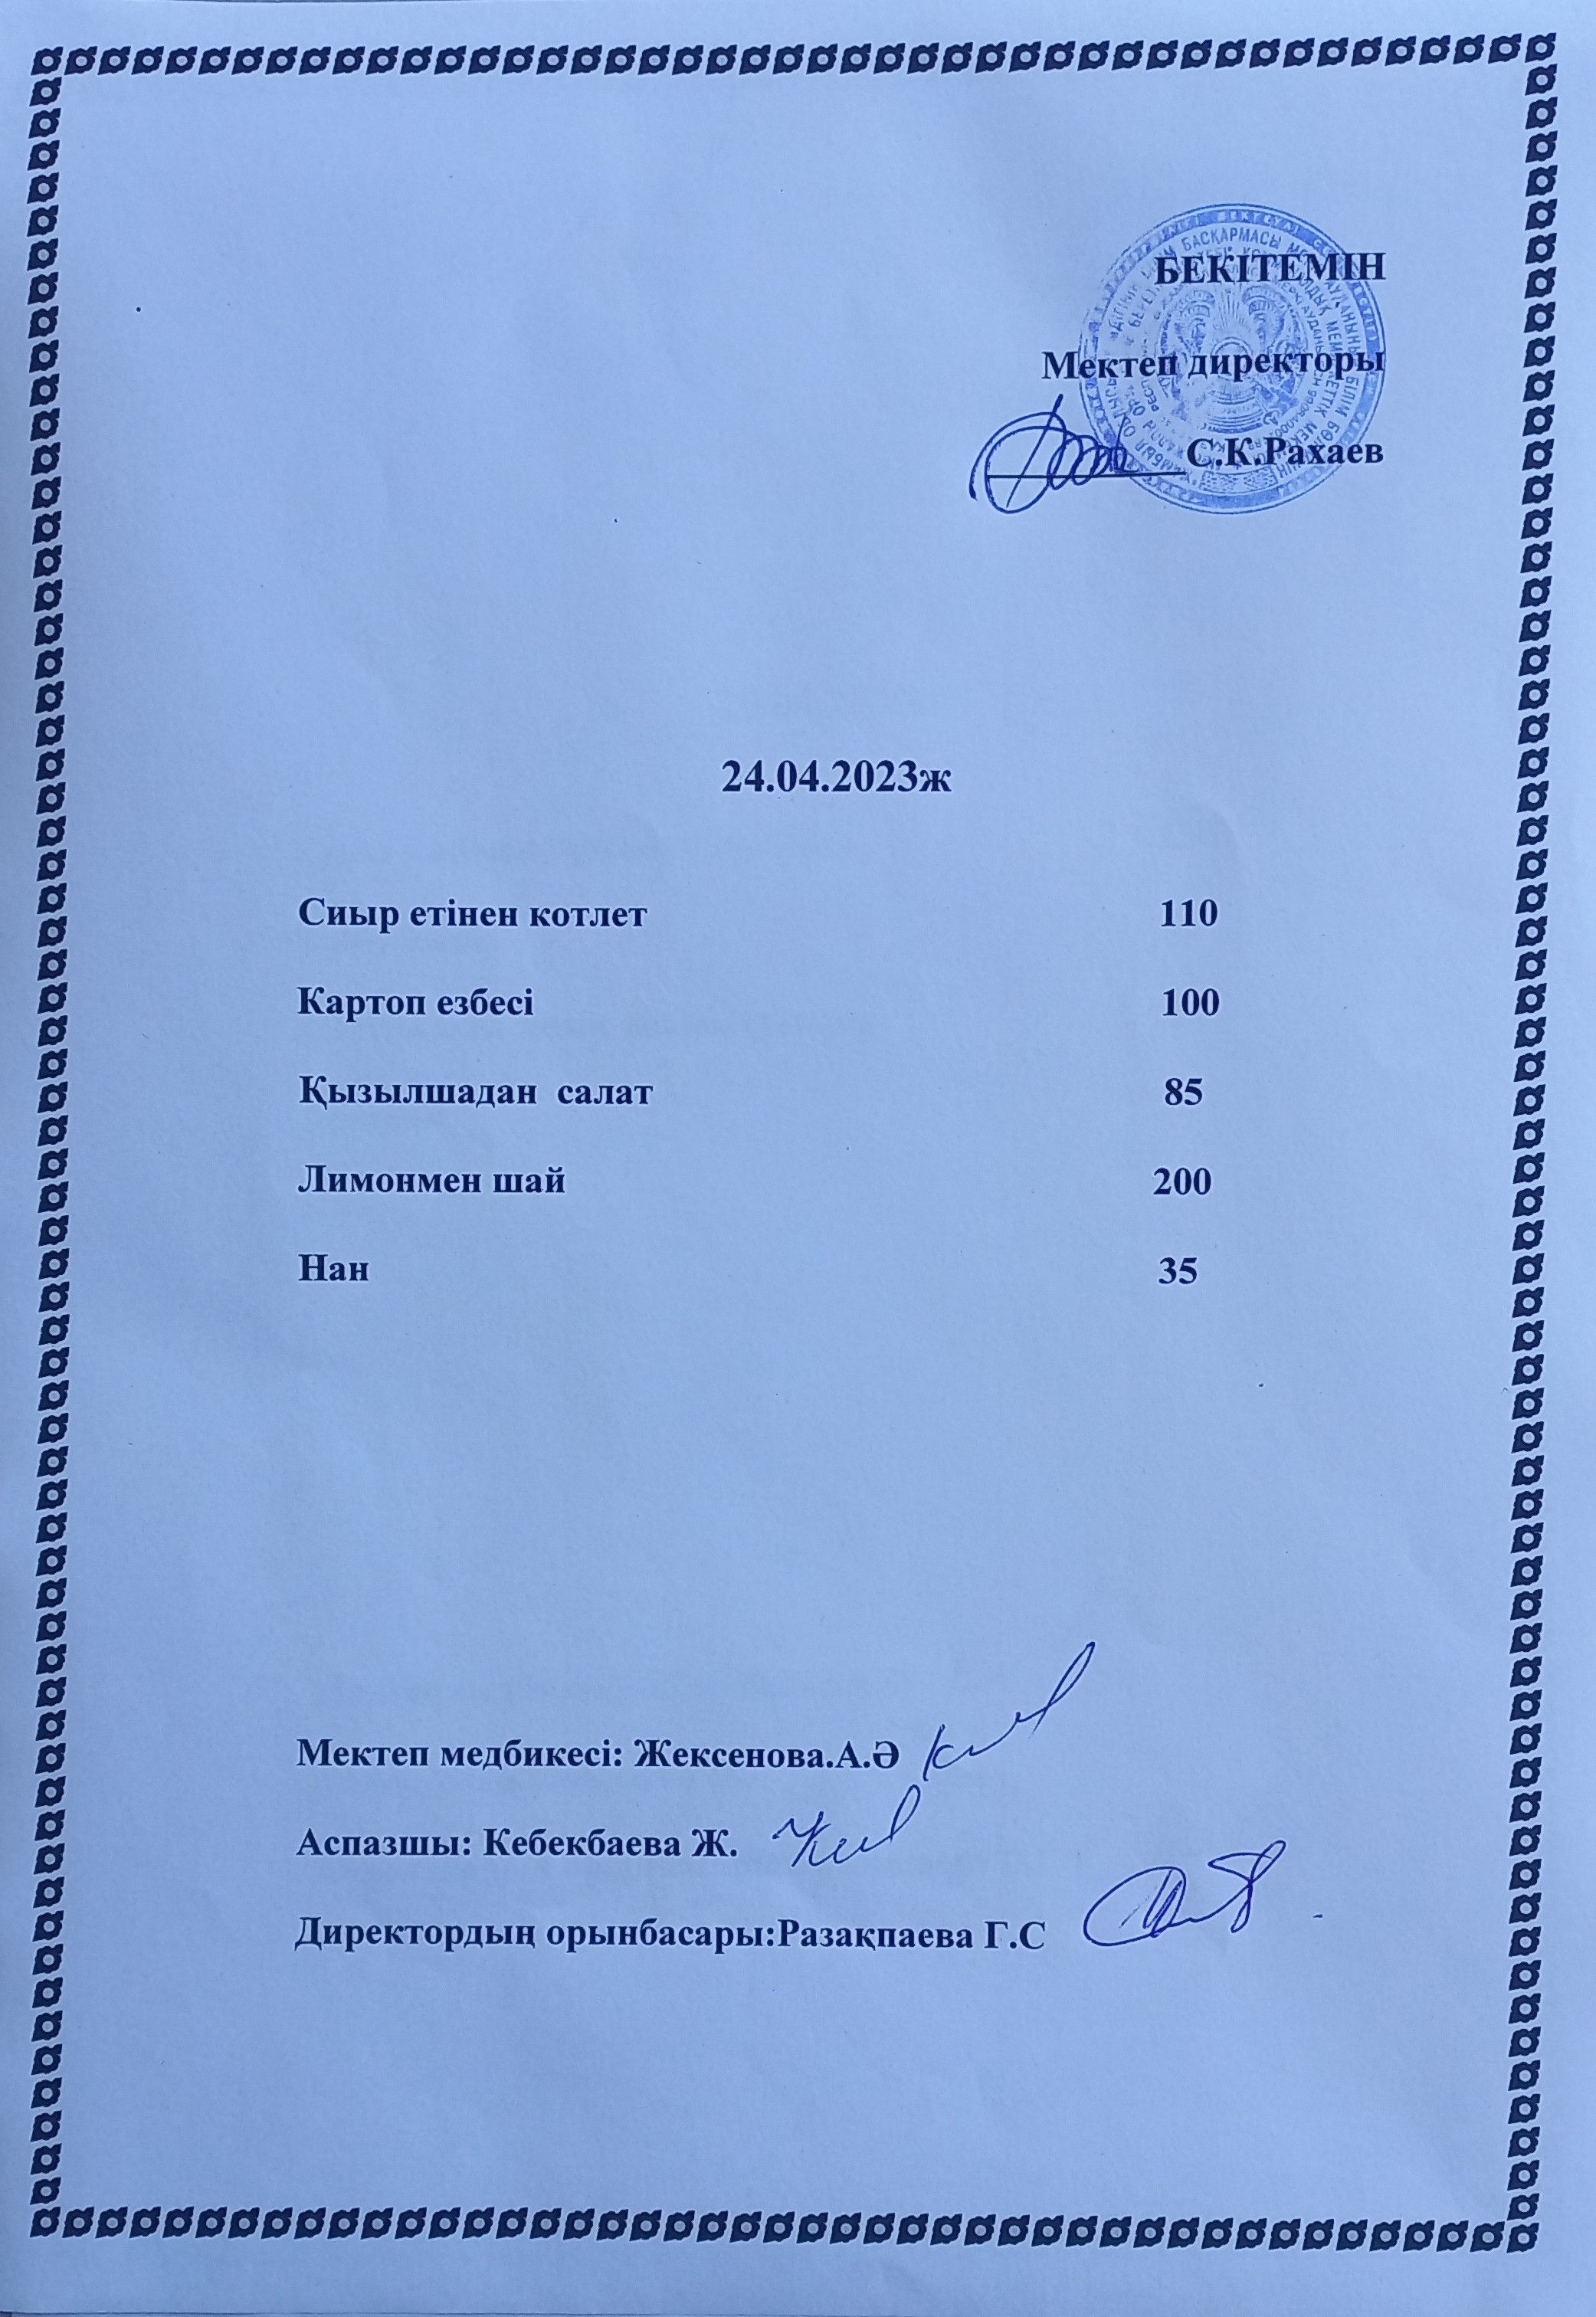 БЕКІТЕМІН
Мектеп директоры
С.К.Рахаев
24.04.2023ж
Сиыр етінен котлет 110
Картоп езбесі 100
Қызылшадан салат 85
Лимонмен шай 200
Нан 35
Мектеп медбикесі: Жексенова.А.Ә
Аспазшы: Кебекбаева Ж.
Директордың орынбасары:Разақпаева Г.С